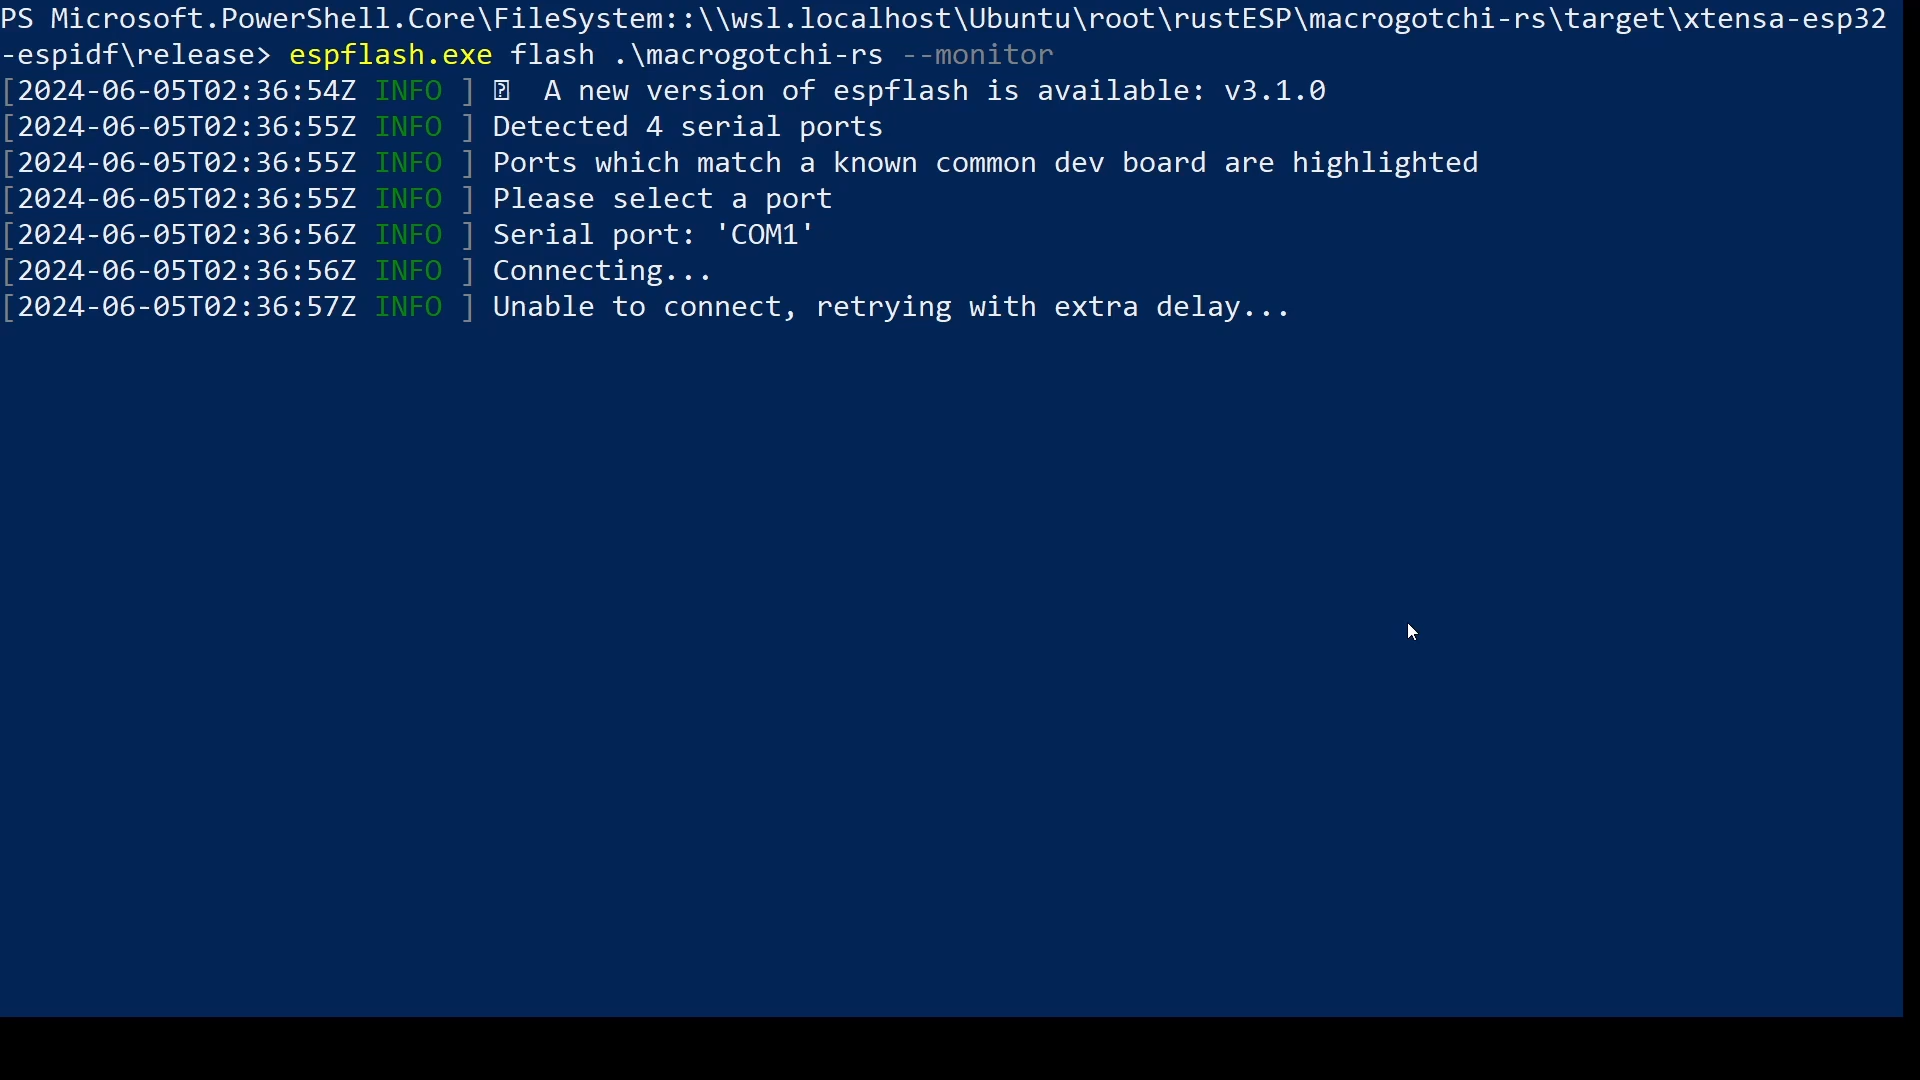 PS Microsoft.PowerShell.Core\FileSystem::\\wsl.localhost\Ubuntu\root\rustESP\macrogotchi-rs\target\xtensa-esp32
-espidf\release> espflash.exe flash .\macrogotchi-rs --monitor
[2024-06-05T02:36:54Z INFO ] ⍰  A new version of espflash is available: v3.1.0
[2024-06-05T02:36:55Z INFO ] Detected 4 serial ports
[2024-06-05T02:36:55Z INFO ] Ports which match a known common dev board are highlighted
[2024-06-05T02:36:55Z INFO ] Please select a port
[2024-06-05T02:36:56Z INFO ] Serial port: 'COM1'
[2024-06-05T02:36:56Z INFO ] Connecting...
[2024-06-05T02:36:57Z INFO ] Unable to connect, retrying with extra delay...